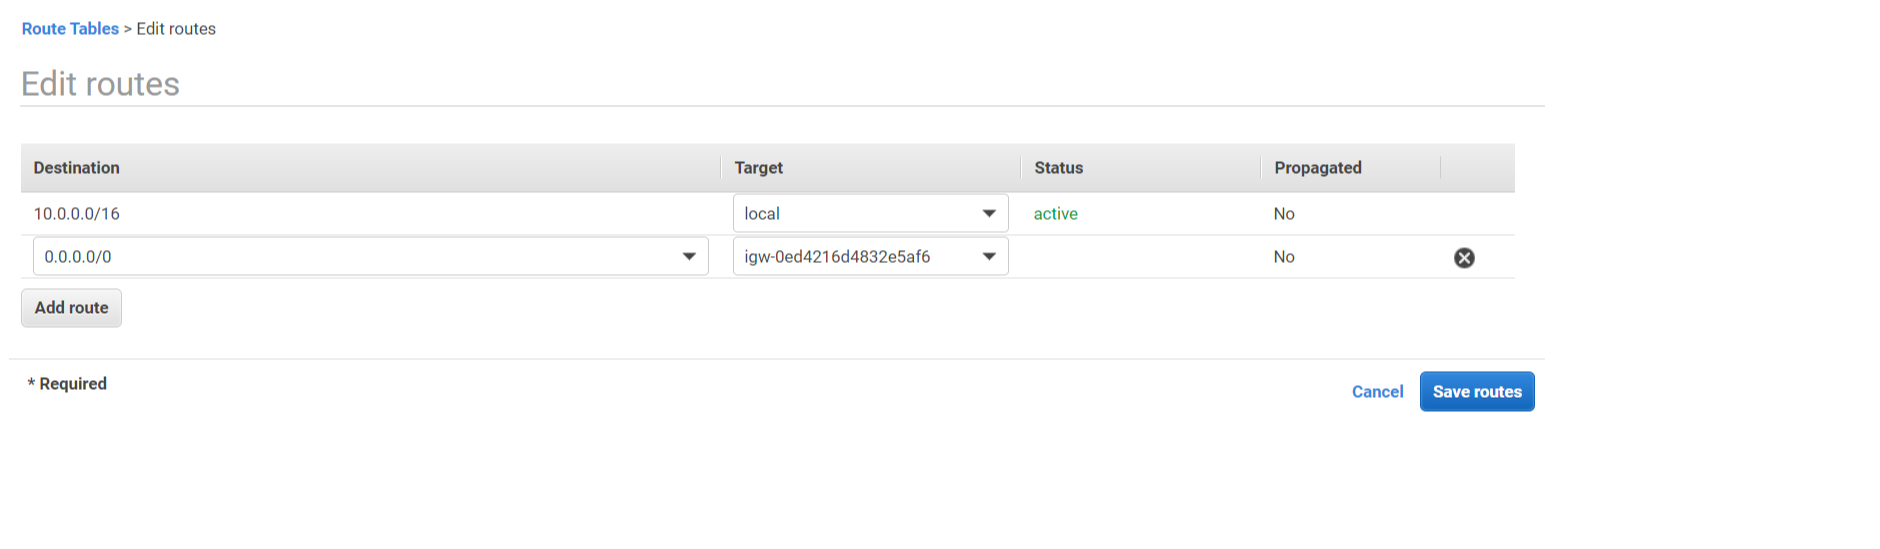 Route Tables > Edit routes
Edit routes
Destination Target Status Propagated
10.0.0.0/16 local active No
0.0.0.0/0 igw-0ed4216d4832e5af6 No
Add route
* Required
Cancel Save routes